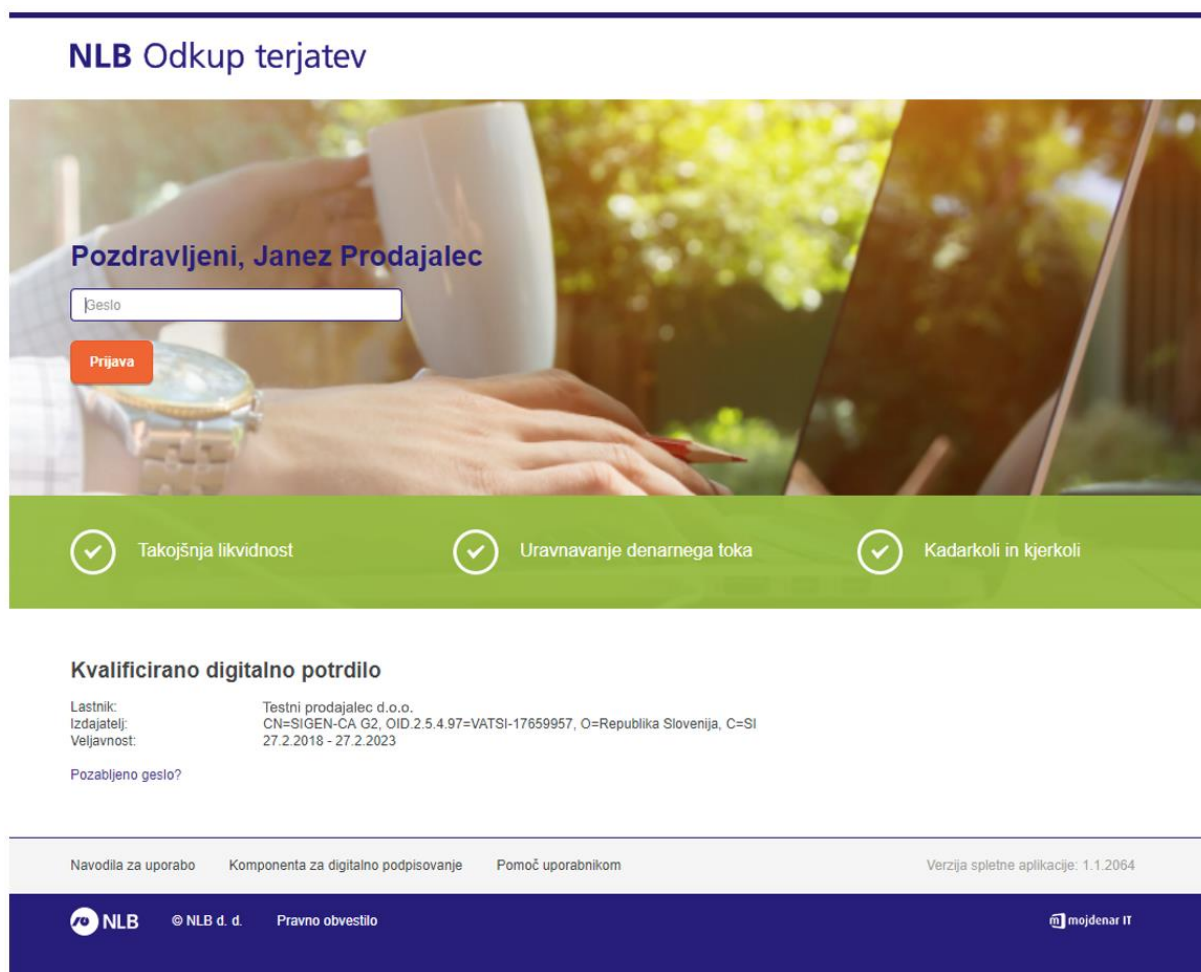 NLB Odkup terjatev
Pozdravljeni, Janez Prodajalec
Geslo
Prijava
Takojšnja likvidnost
Uravnavanje denarnega toka
Kadarkoli in kjerkoli
Kvalificirano digitalno potrdilo
Lastnik: Testni prodajalec d.o.o.
Izdajatelj: CN=SIGEN-CA G2, OID.2.5.4.97=VATSI-17659957, O=Republika Slovenija, C=SI
Veljavnost: 27.2.2018 - 27.2.2023
Pozabljeno geslo?
Navodila za uporabo Komponenta za digitalno podpisovanje Pomoč uporabnikom Verzija spletne aplikacije: 1.1.2064
NLB © NLB d. d. Pravno obvestilo mojdenar IT